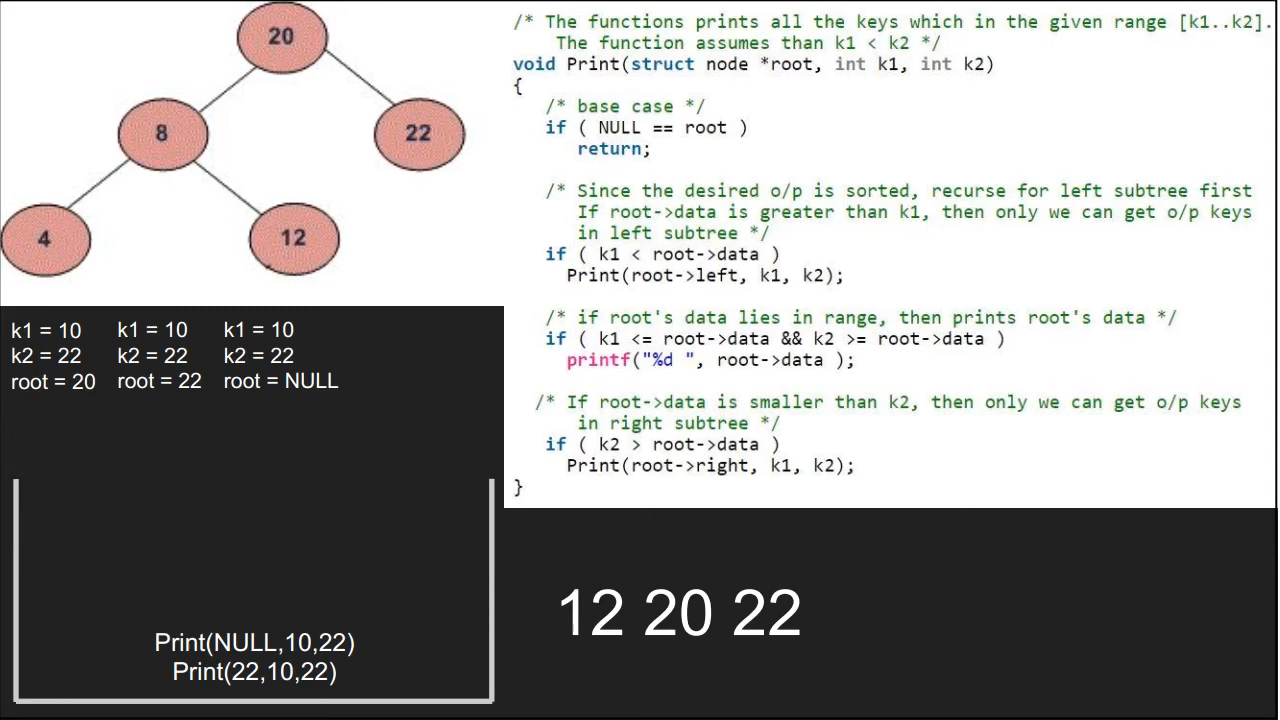 20
8
22
4
12
/* The functions prints all the keys which in the given range [k1..k2].
The function assumes than k1 < k2 */
void Print(struct node *root, int k1, int k2)
{
/* base case */
if ( NULL == root )
return;
/* Since the desired o/p is sorted, recurse for left subtree first
If root->data is greater than k1, then only we can get o/p keys
in left subtree */
if ( k1 < root->data )
Print(root->left, k1, k2);
/* if root's data lies in range, then prints root's data */
if ( k1 <= root->data && k2 >= root->data )
printf("%d ", root->data );
/* If root->data is smaller than k2, then only we can get o/p keys
in right subtree */
if ( k2 > root->data )
Print(root->right, k1, k2);
}
k1 = 10 k1 = 10 k1 = 10
k2 = 22 k2 = 22 k2 = 22
root = 20 root = 22 root = NULL
Print(NULL,10,22)
Print(22,10,22)
12 20 22